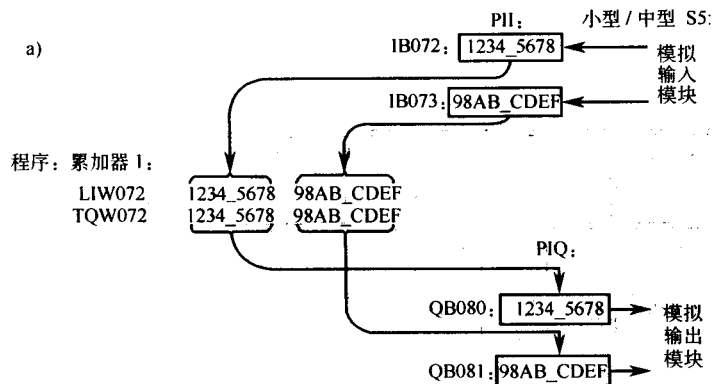 PII: 小型/中型 S5:
a)
IB072: 1234_5678 模拟
输入
IB073: 98AB_CDEF 模块
程序: 累加器 1:
LIW072 1234_5678 98AB_CDEF
TQW072 1234_5678 98AB_CDEF
PIQ:
QB080: 1234_5678 模拟
输出
QB081: 98AB_CDEF 模块